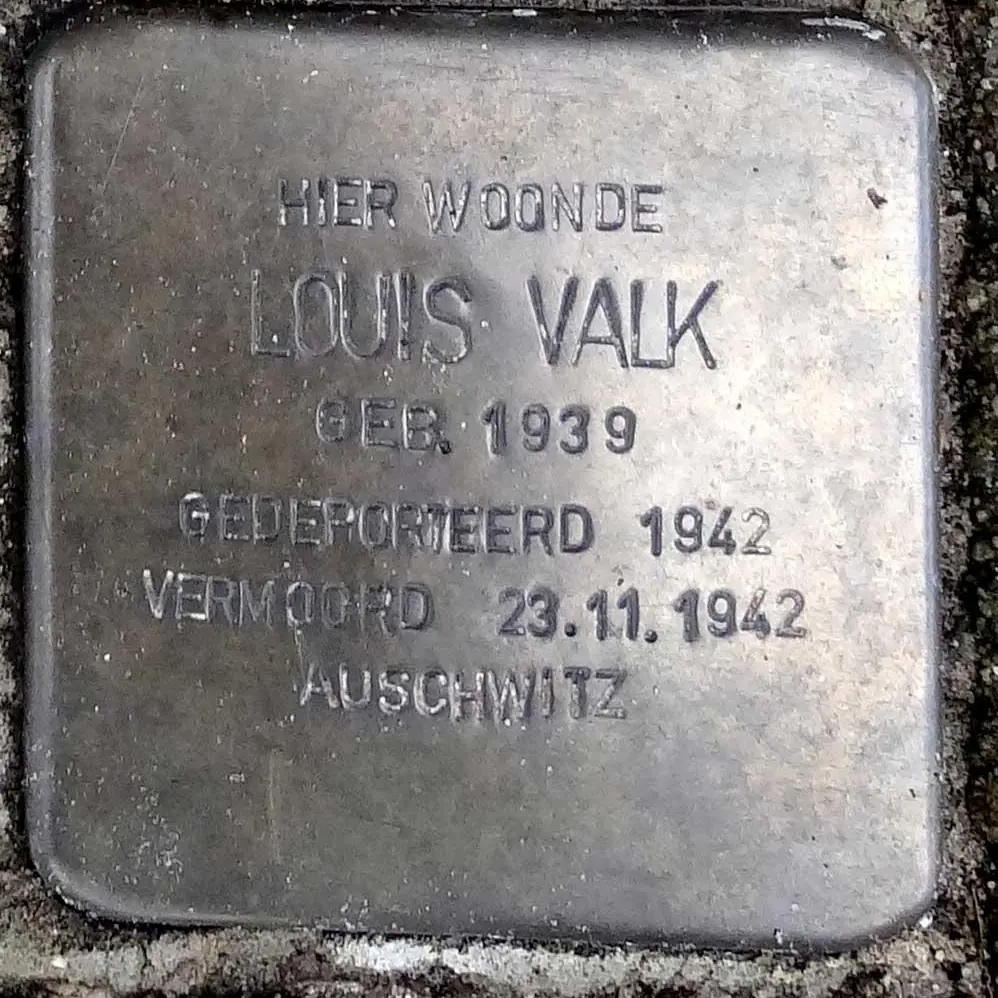 HIER WOONDE
LOUIS VALK
GEB. 1939
GEDEPORTEERD 1942
VERMOORD 23.11.1942
AUSCHWITZ